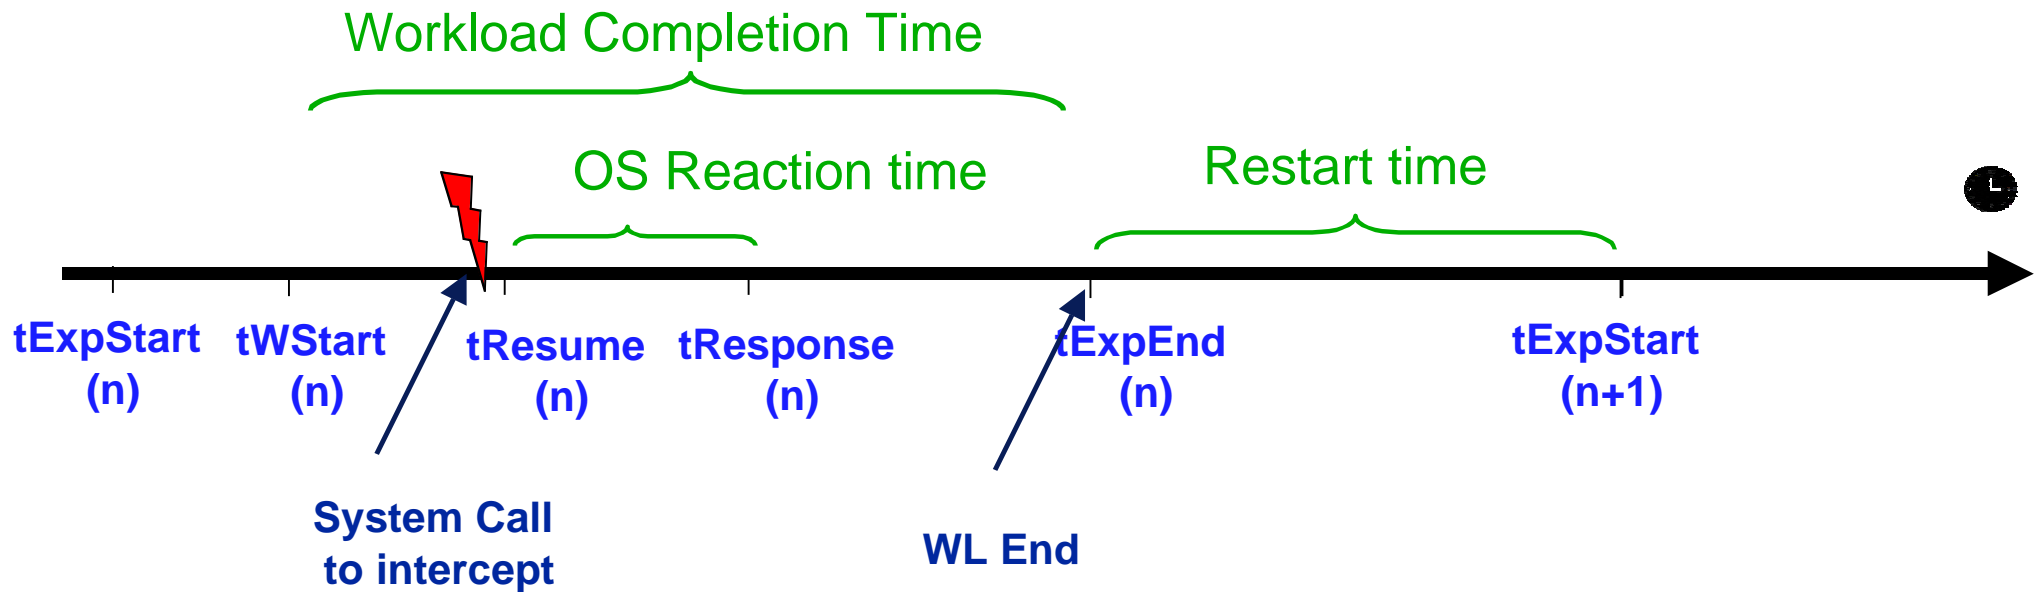 Workload Completion Time
OS Reaction time
Restart time
tExpStart
(n)
tWStart
(n)
tResume
(n)
tResponse
(n)
tExpEnd
(n)
tExpStart
(n+1)
System Call
to intercept
WL End